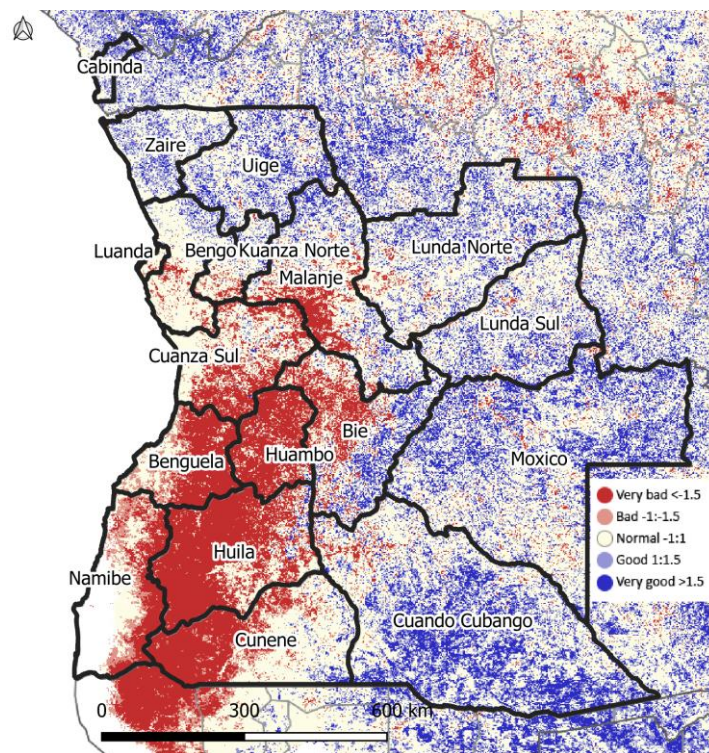 Cabinda
Zaire
Uige
Luanda
Bengo
Kuanza Norte
Malanje
Lunda Norte
Lunda Sul
Cuanza Sul
Bie
Benguela
Huambo
Moxico
Very bad <-1.5
Bad -1:-1.5
Normal -1:1
Good 1:1.5
Very good >1.5
Huila
Namibe
Cunene
Cuando Cubango
0 300 600 km